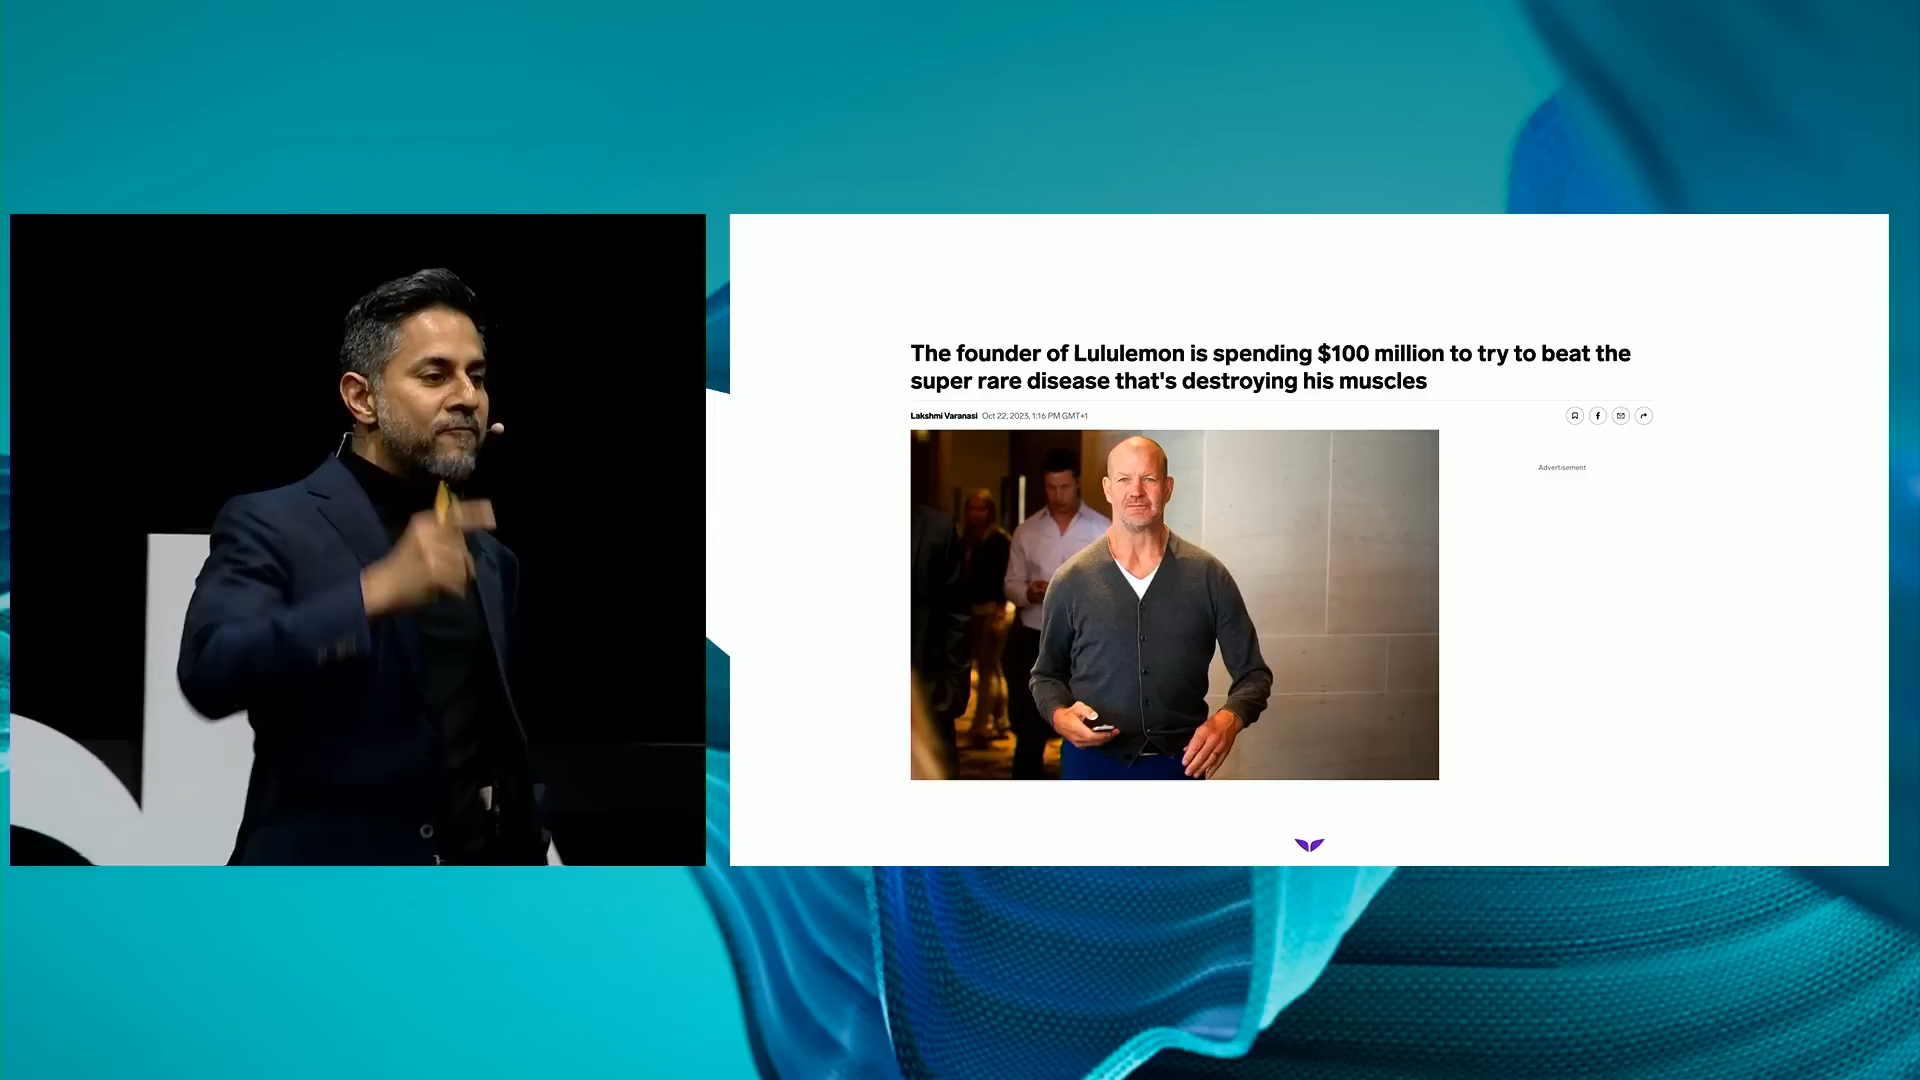 The founder of Lululemon is spending $100 million to try to beat the
super rare disease that's destroying his muscles
Lakshmi Varanasi Oct 22, 2023, 1:16 PM GMT+1
Advertisement